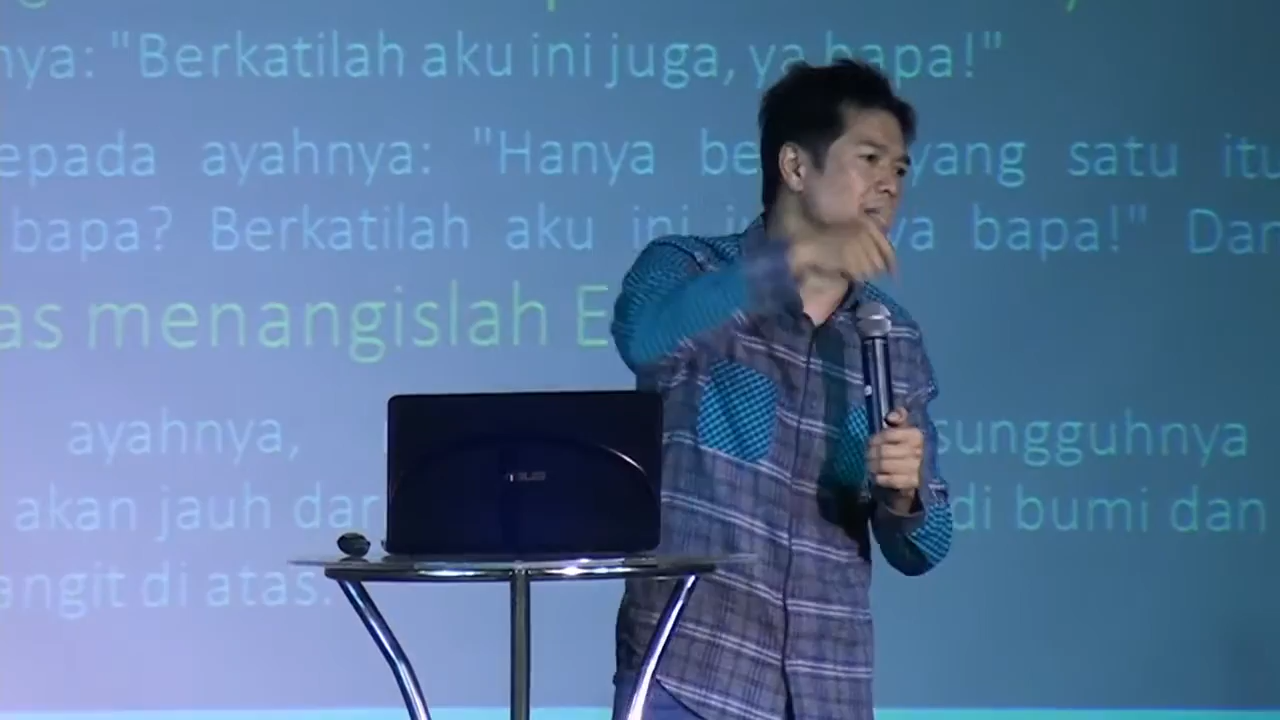 nya: "Berkatilah aku ini juga, ya bapa!"
epada ayahnya: "Hanya be yang satu itu
bapa? Berkatilah aku ini ya bapa!" Dan
as menangislah E
ayahnya, sungguhnya
akan jauh dar di bumi dan
angit di atas.
ASUS